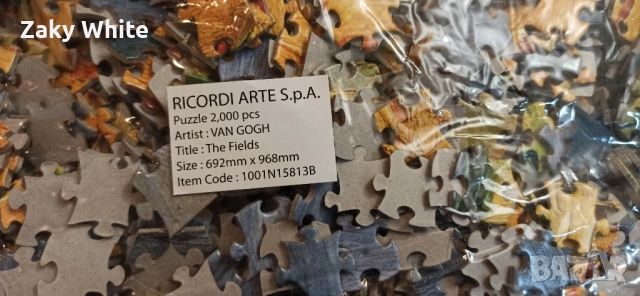 Zaky White
RICORDI ARTE S.p.A.
Puzzle 2,000 pcs
Artist : VAN GOGH
Title : The Fields
Size : 692mm x 968mm
Item Code : 1001N15813B
BAZAR